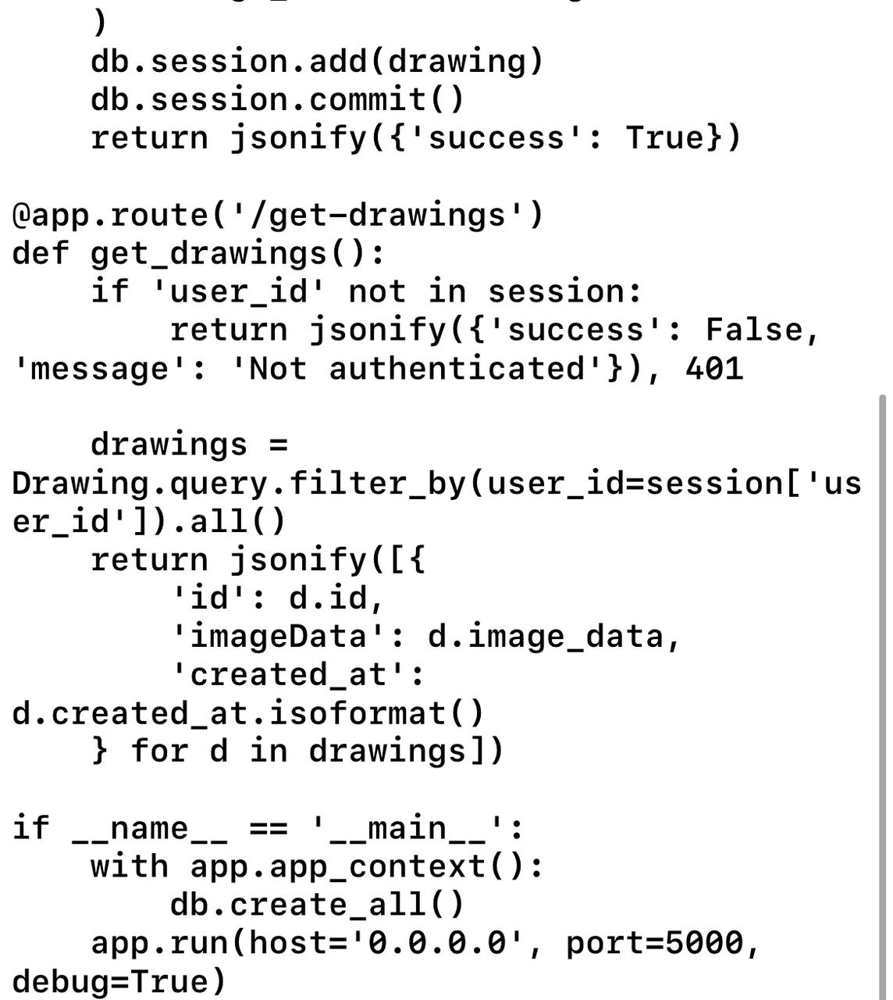 )
db.session.add(drawing)
db.session.commit()
return jsonify({'success': True})
@app.route('/get-drawings')
def get_drawings():
if 'user_id' not in session:
return jsonify({'success': False,
'message': 'Not authenticated'}), 401
drawings =
Drawing.query.filter_by(user_id=session['us
er_id']).all()
return jsonify([{
'id': d.id,
'imageData': d.image_data,
'created_at':
d.created_at.isoformat()
} for d in drawings])
if __name__ == '__main__':
with app.app_context():
db.create_all()
app.run(host='0.0.0.0', port=5000,
debug=True)